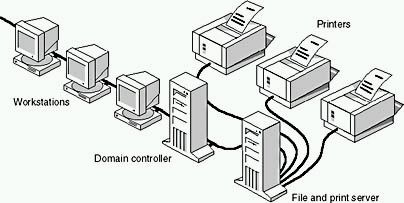 Printers
Workstations
Domain controller
File and print server